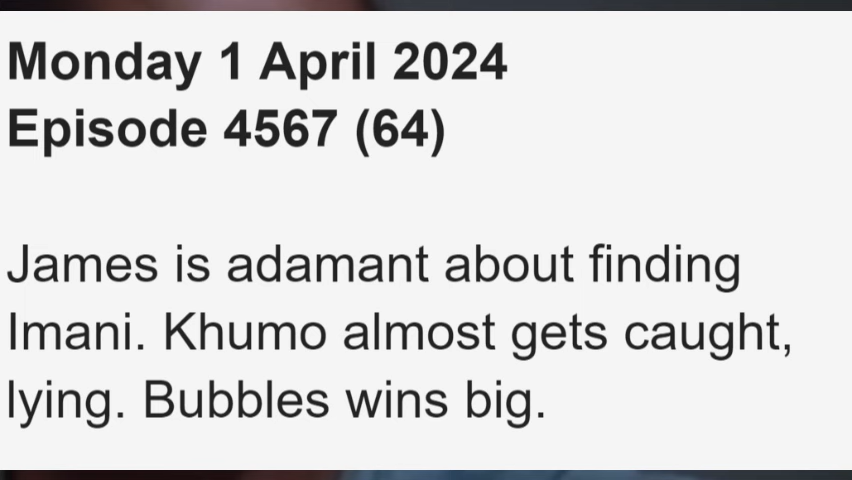 Monday 1 April 2024
Episode 4567 (64)
James is adamant about finding
Imani. Khumo almost gets caught,
lying. Bubbles wins big.